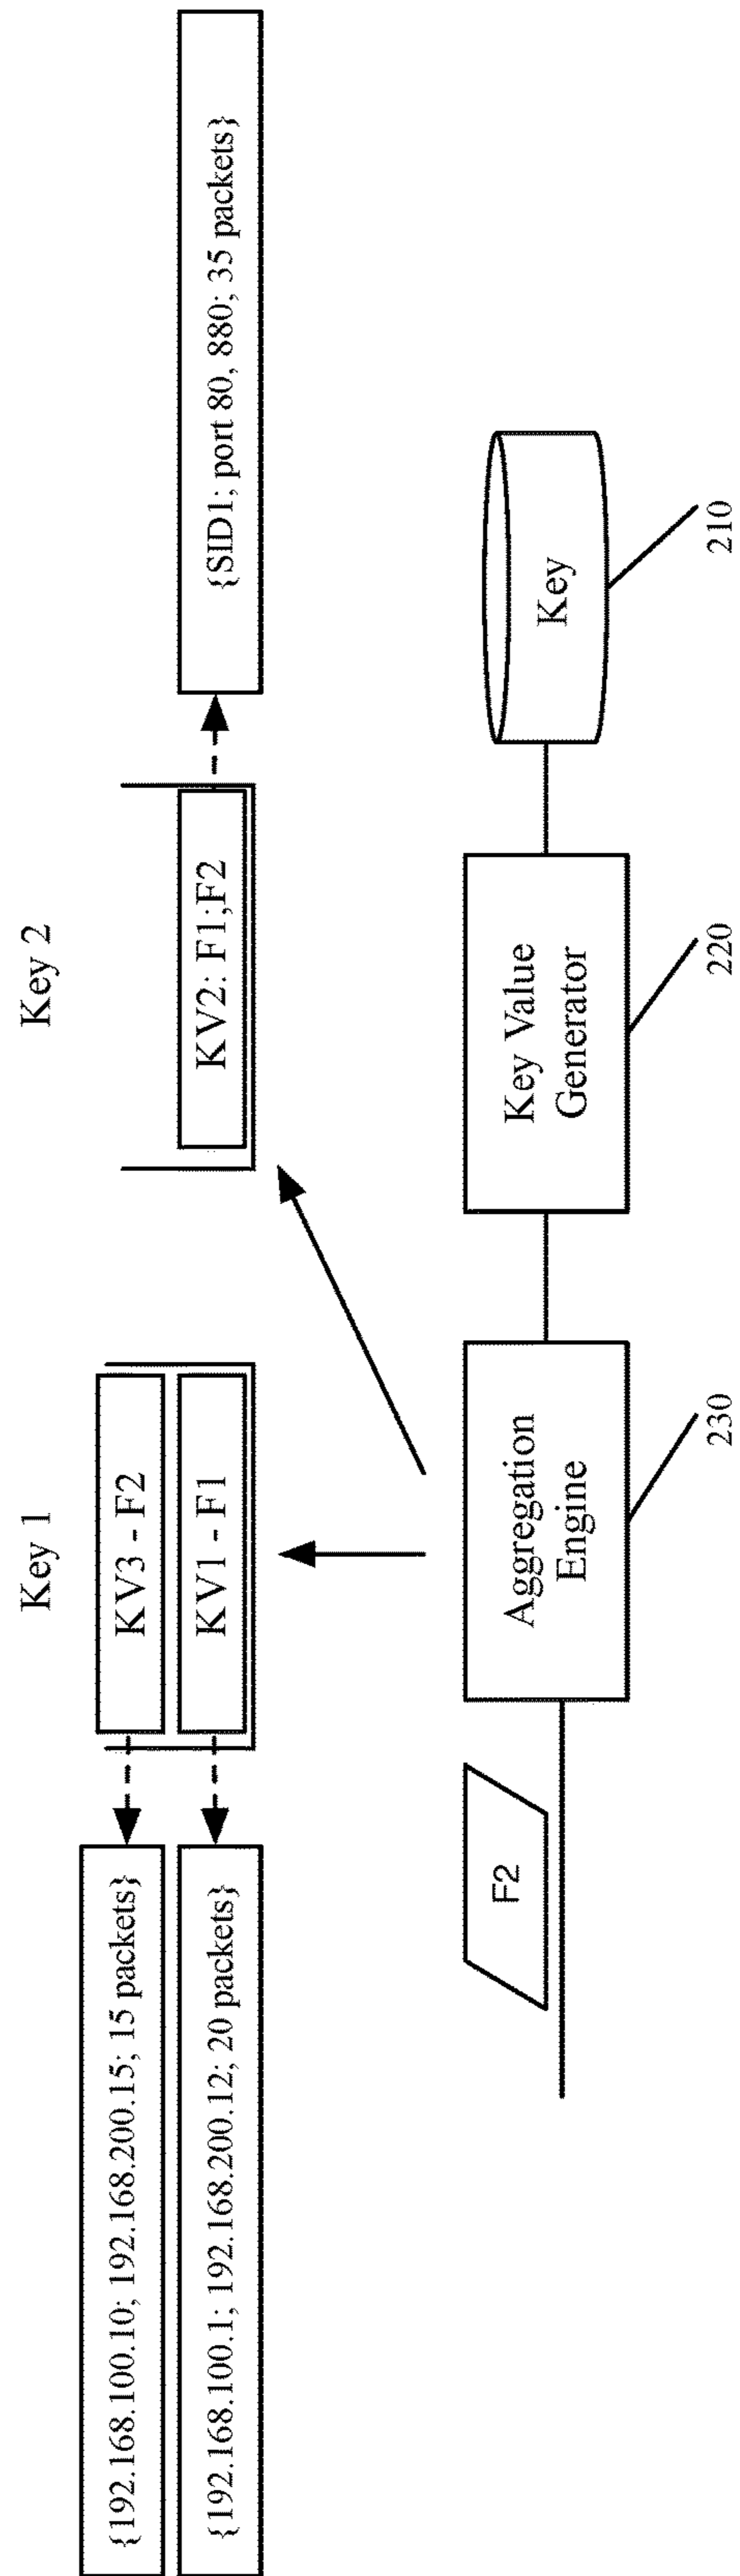 Key 1
Key 2
{192.168.100.10; 192.168.200.15; 15 packets}
KV3 - F2
{192.168.100.1; 192.168.200.12; 20 packets}
KV1 - F1
KV2: F1;F2
{SID1; port 80, 880; 35 packets}
F2
Aggregation
Engine
230
Key Value
Generator
220
Key
210